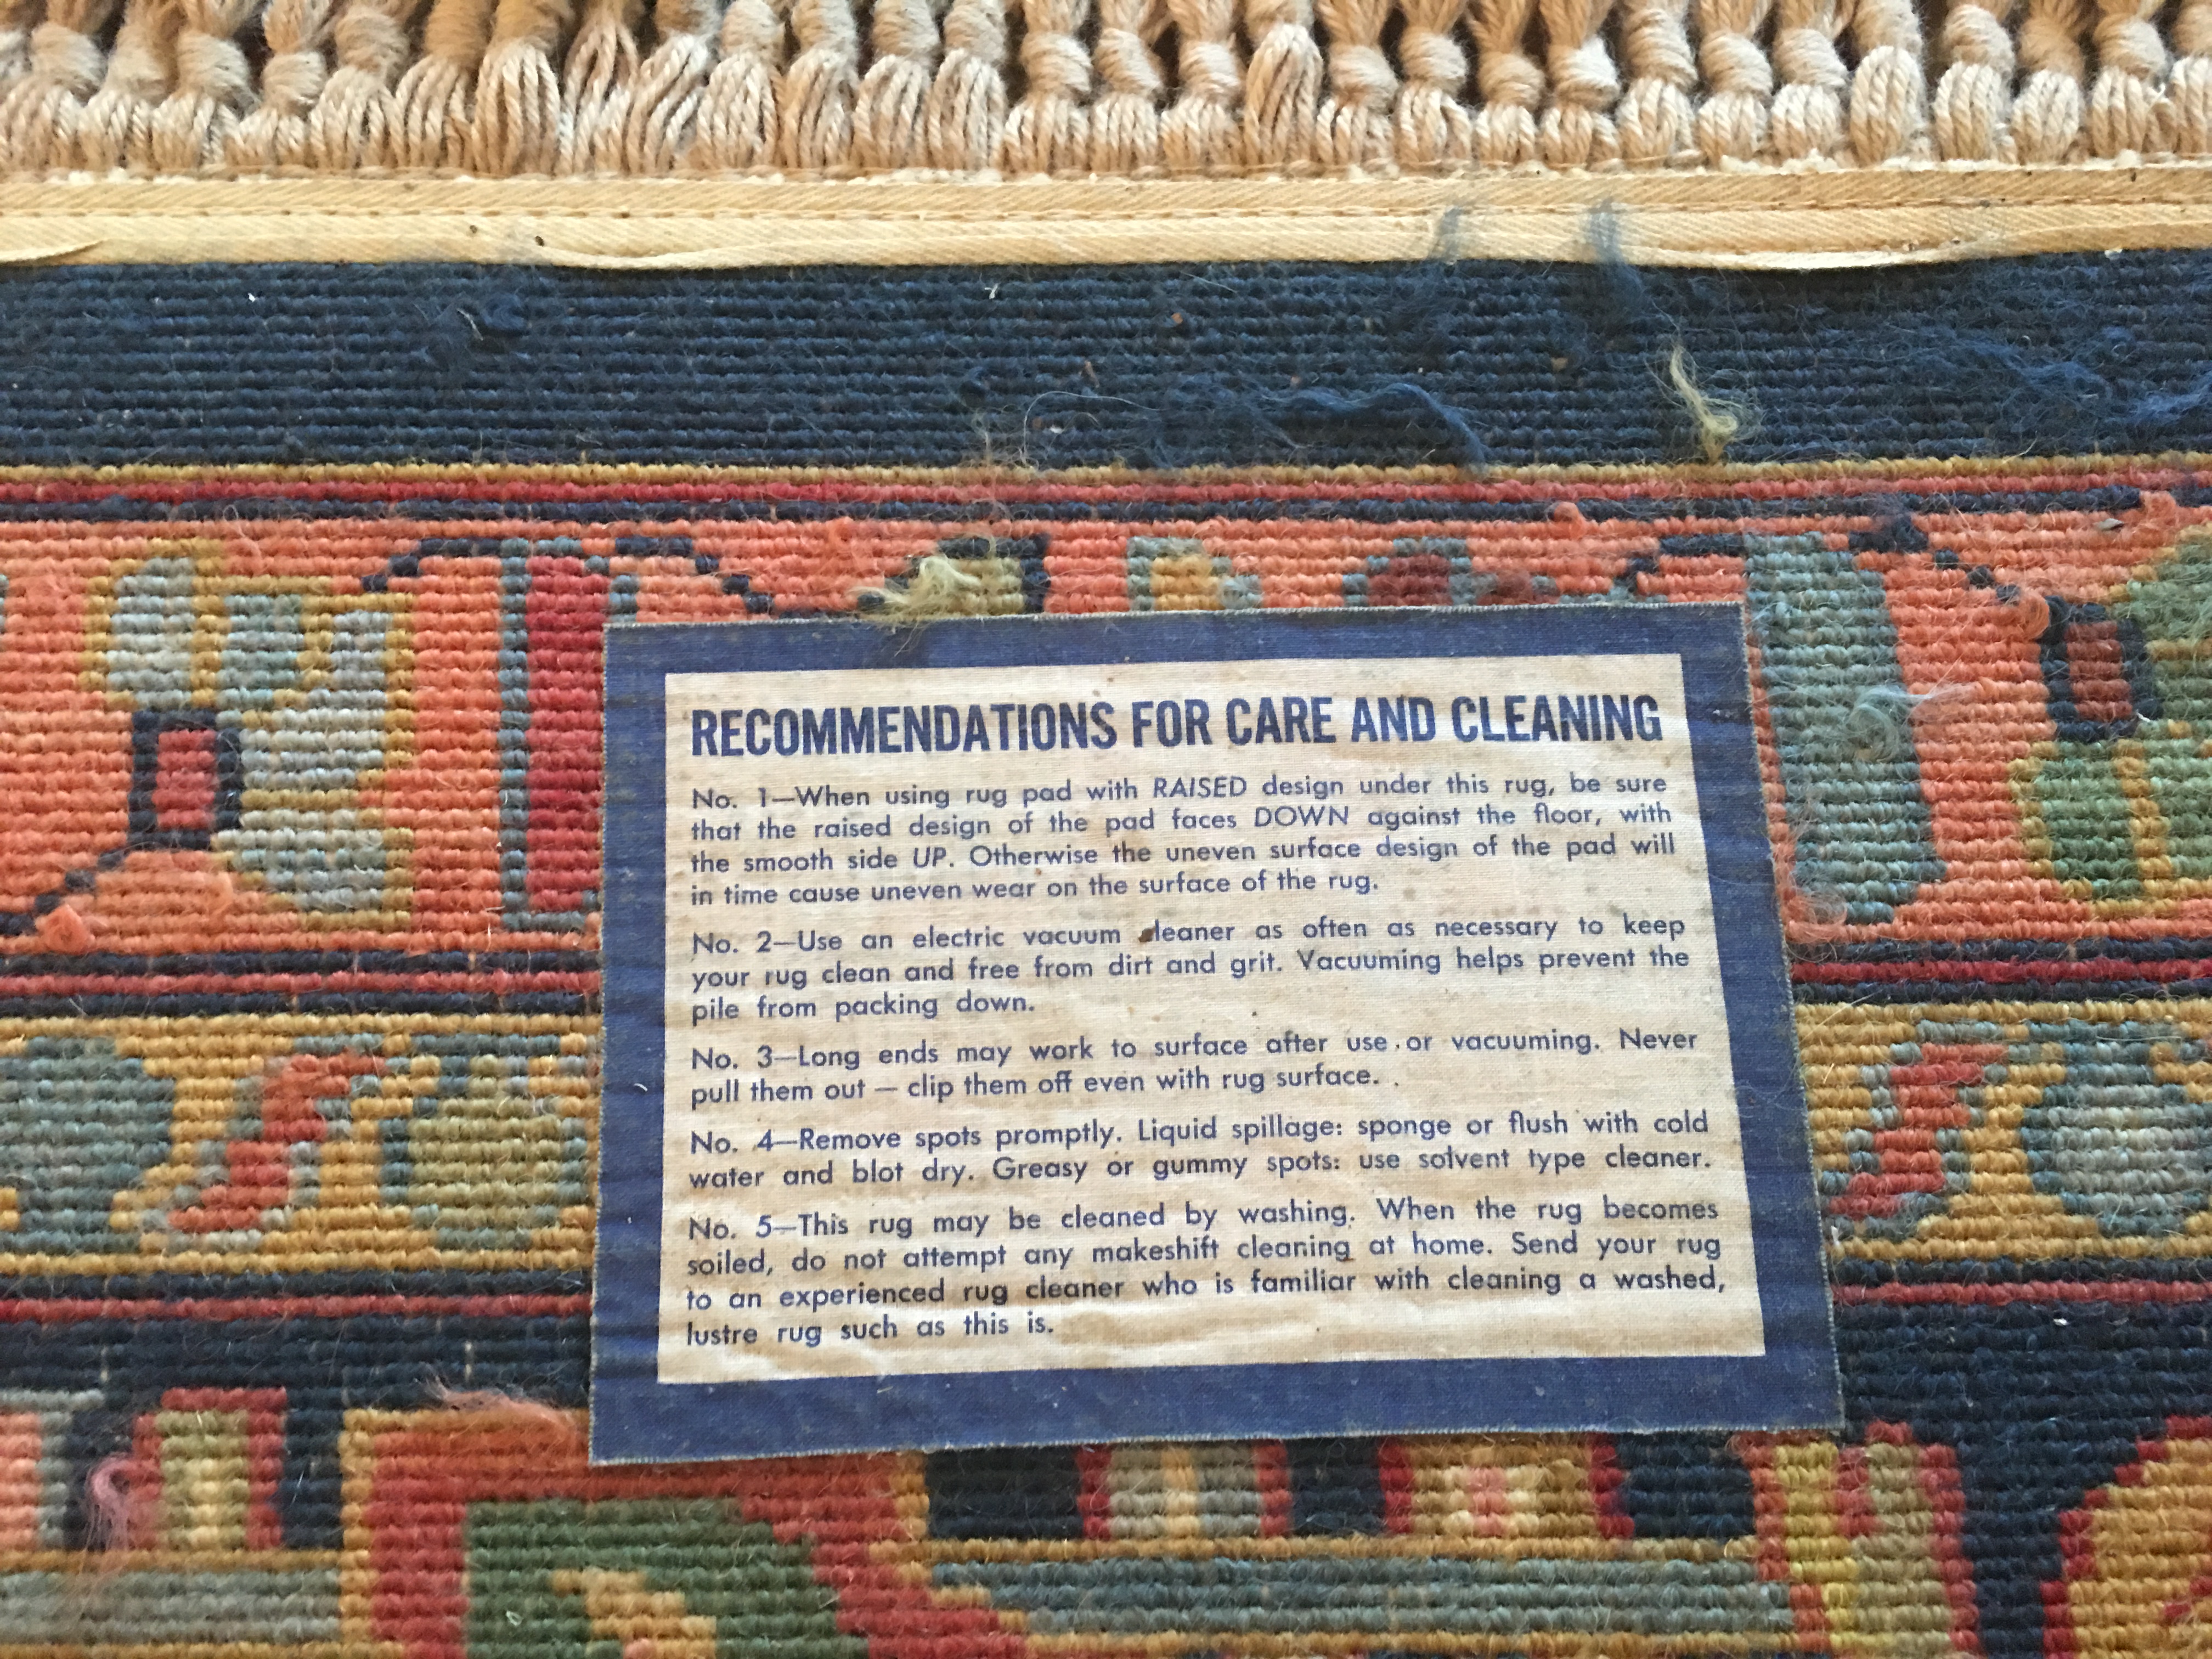 RECOMMENDATIONS FOR CARE AND CLEANING
No. 1—When using rug pad with RAISED design under this rug, be sure
that the raised design of the pad faces DOWN against the floor, with
the smooth side UP. Otherwise the uneven surface design of the pad will
in time cause uneven wear on the surface of the rug.
No. 2—Use an electric vacuum cleaner as often as necessary to keep
your rug clean and free from dirt and grit. Vacuuming helps prevent the
pile from packing down.
No. 3—Long ends may work to surface after use or vacuuming. Never
pull them out — clip them off even with rug surface.
No. 4—Remove spots promptly. Liquid spillage: sponge or flush with cold
water and blot dry. Greasy or gummy spots: use solvent type cleaner.
No. 5—This rug may be cleaned by washing. When the rug becomes
soiled, do not attempt any makeshift cleaning at home. Send your rug
to an experienced rug cleaner who is familiar with cleaning a washed,
lustre rug such as this is.